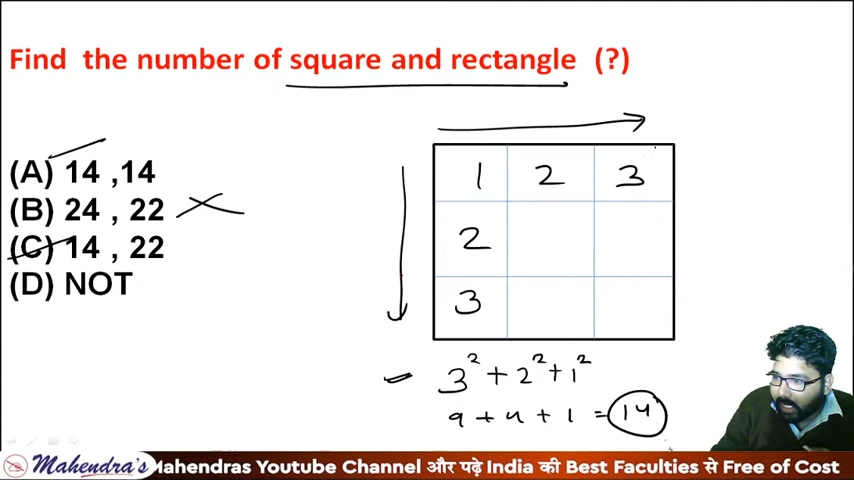 Find the number of square and rectangle (?)
(A) 14 ,14
(B) 24 , 22
(C) 14 , 22
(D) NOT
1 2 3
2
3
3² + 2² + 1²
9 + 4 + 1 = 14
Mahendra's
Mahendras Youtube Channel और पढ़े India की Best Faculties से Free of Cost